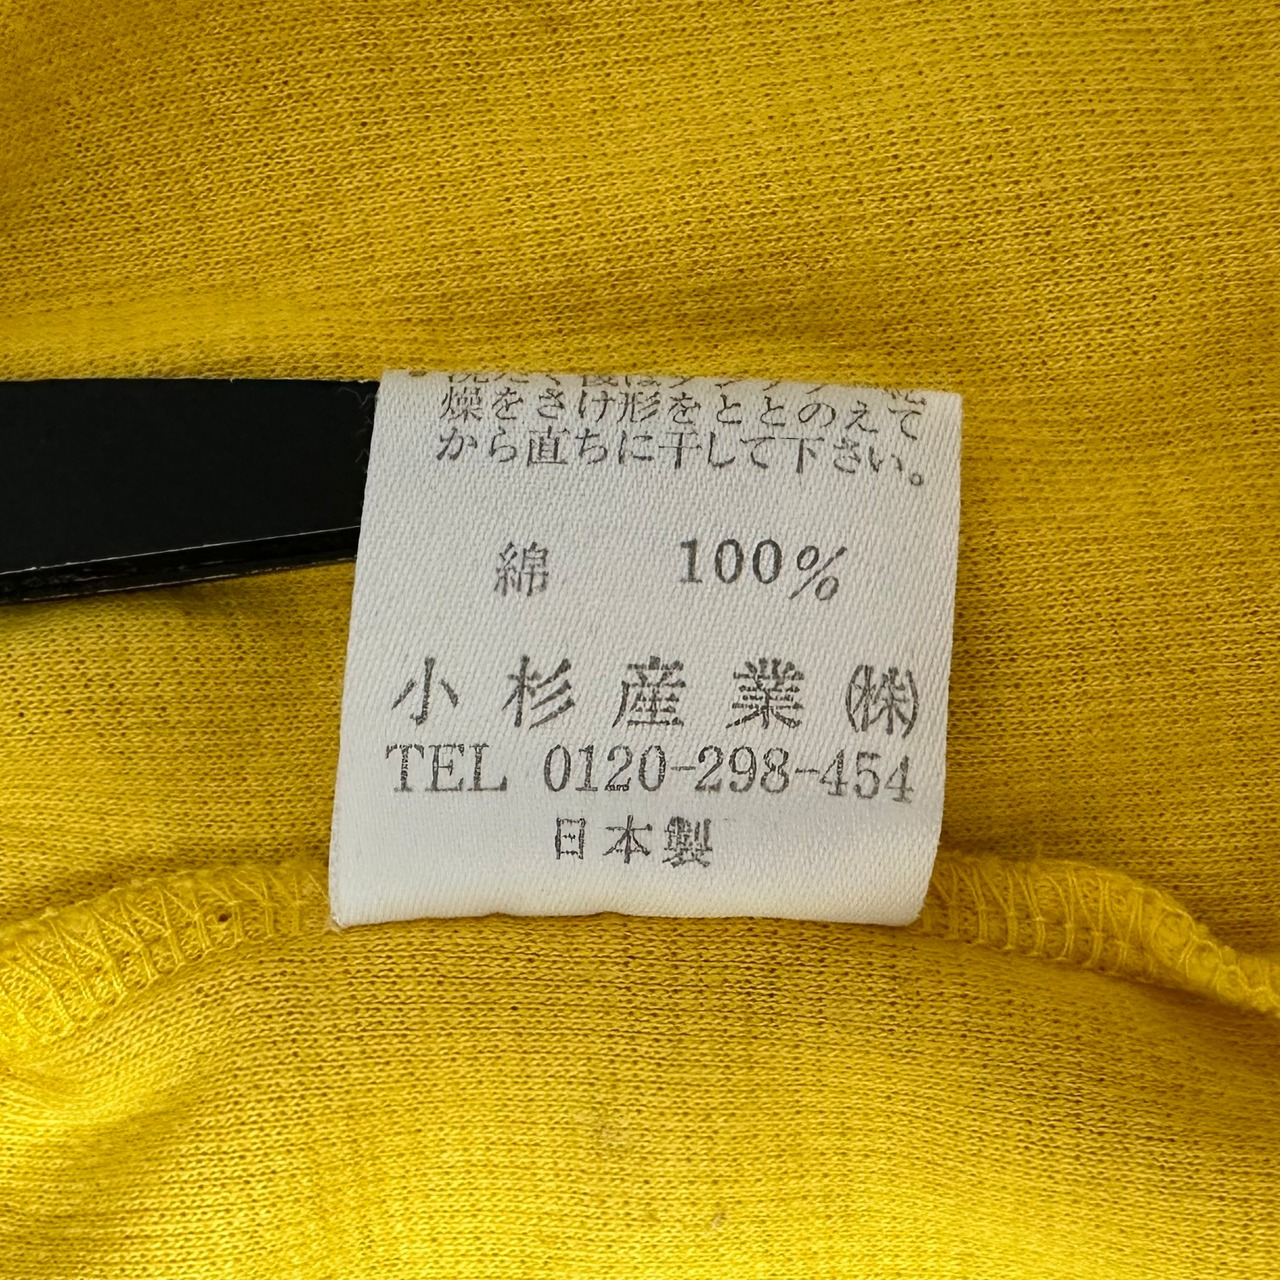 燥をさけ形をととのえて
から直ちに干して下さい。
綿 100%
小杉産業㈱
TEL 0120-298-454
日本製